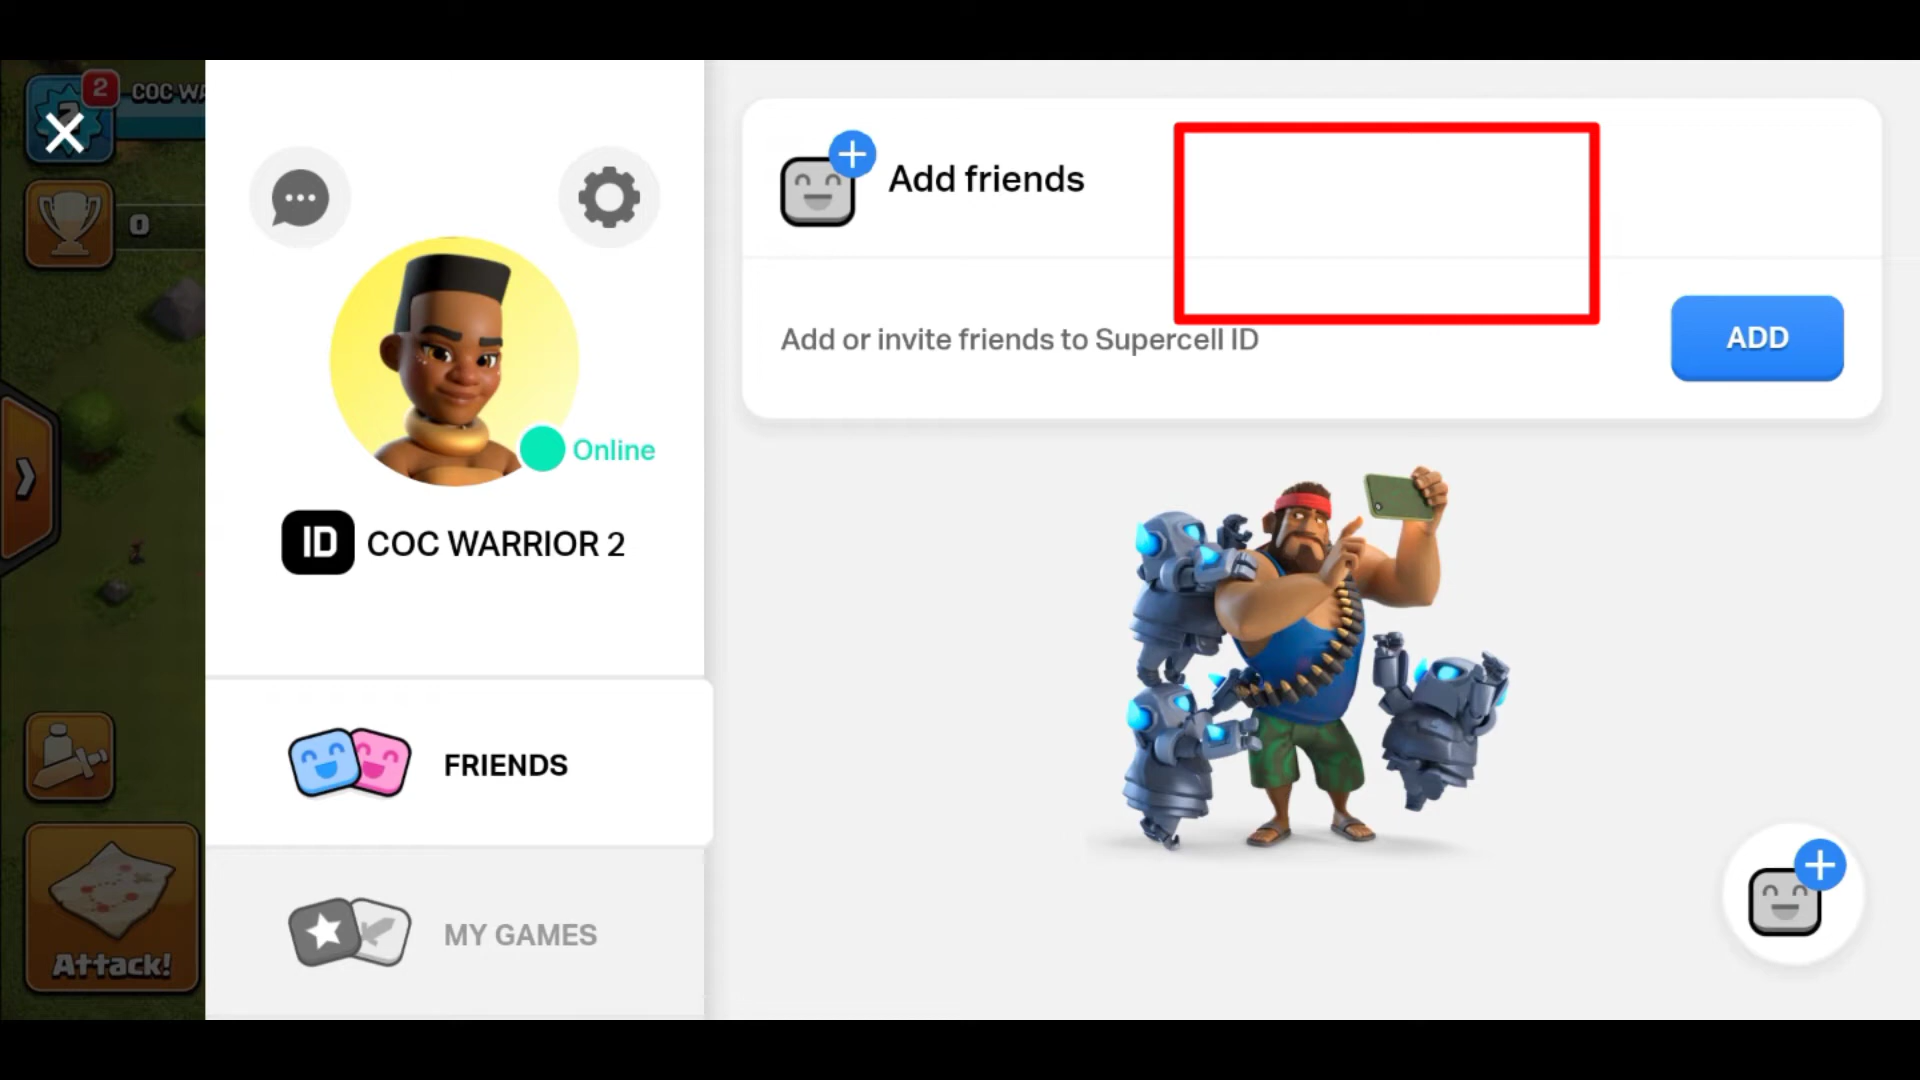 2
COC WA
0
Attack!
Online
ID COC WARRIOR 2
FRIENDS
MY GAMES
Add friends
Add or invite friends to Supercell ID
ADD